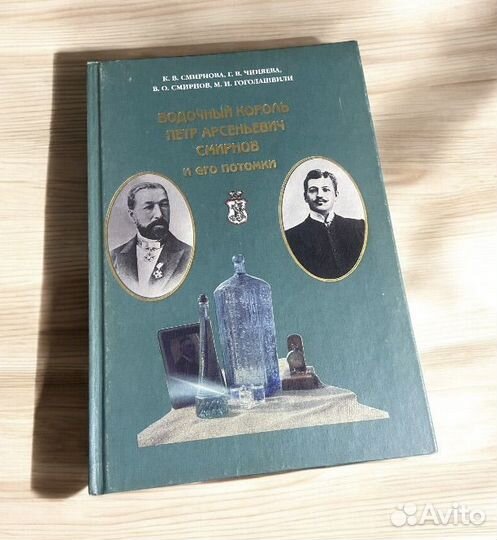 К. В. СМИРНОВА, Г. В. ЧИНЯЕВА,
В. О. СМИРНОВ, М. И. ГОГОЛАШВИЛИ
ВОДОЧНЫЙ КОРОЛЬ
ПЕТР АРСЕНЬЕВИЧ
СМИРНОВ
И ЕГО ПОТОМКИ
Avito